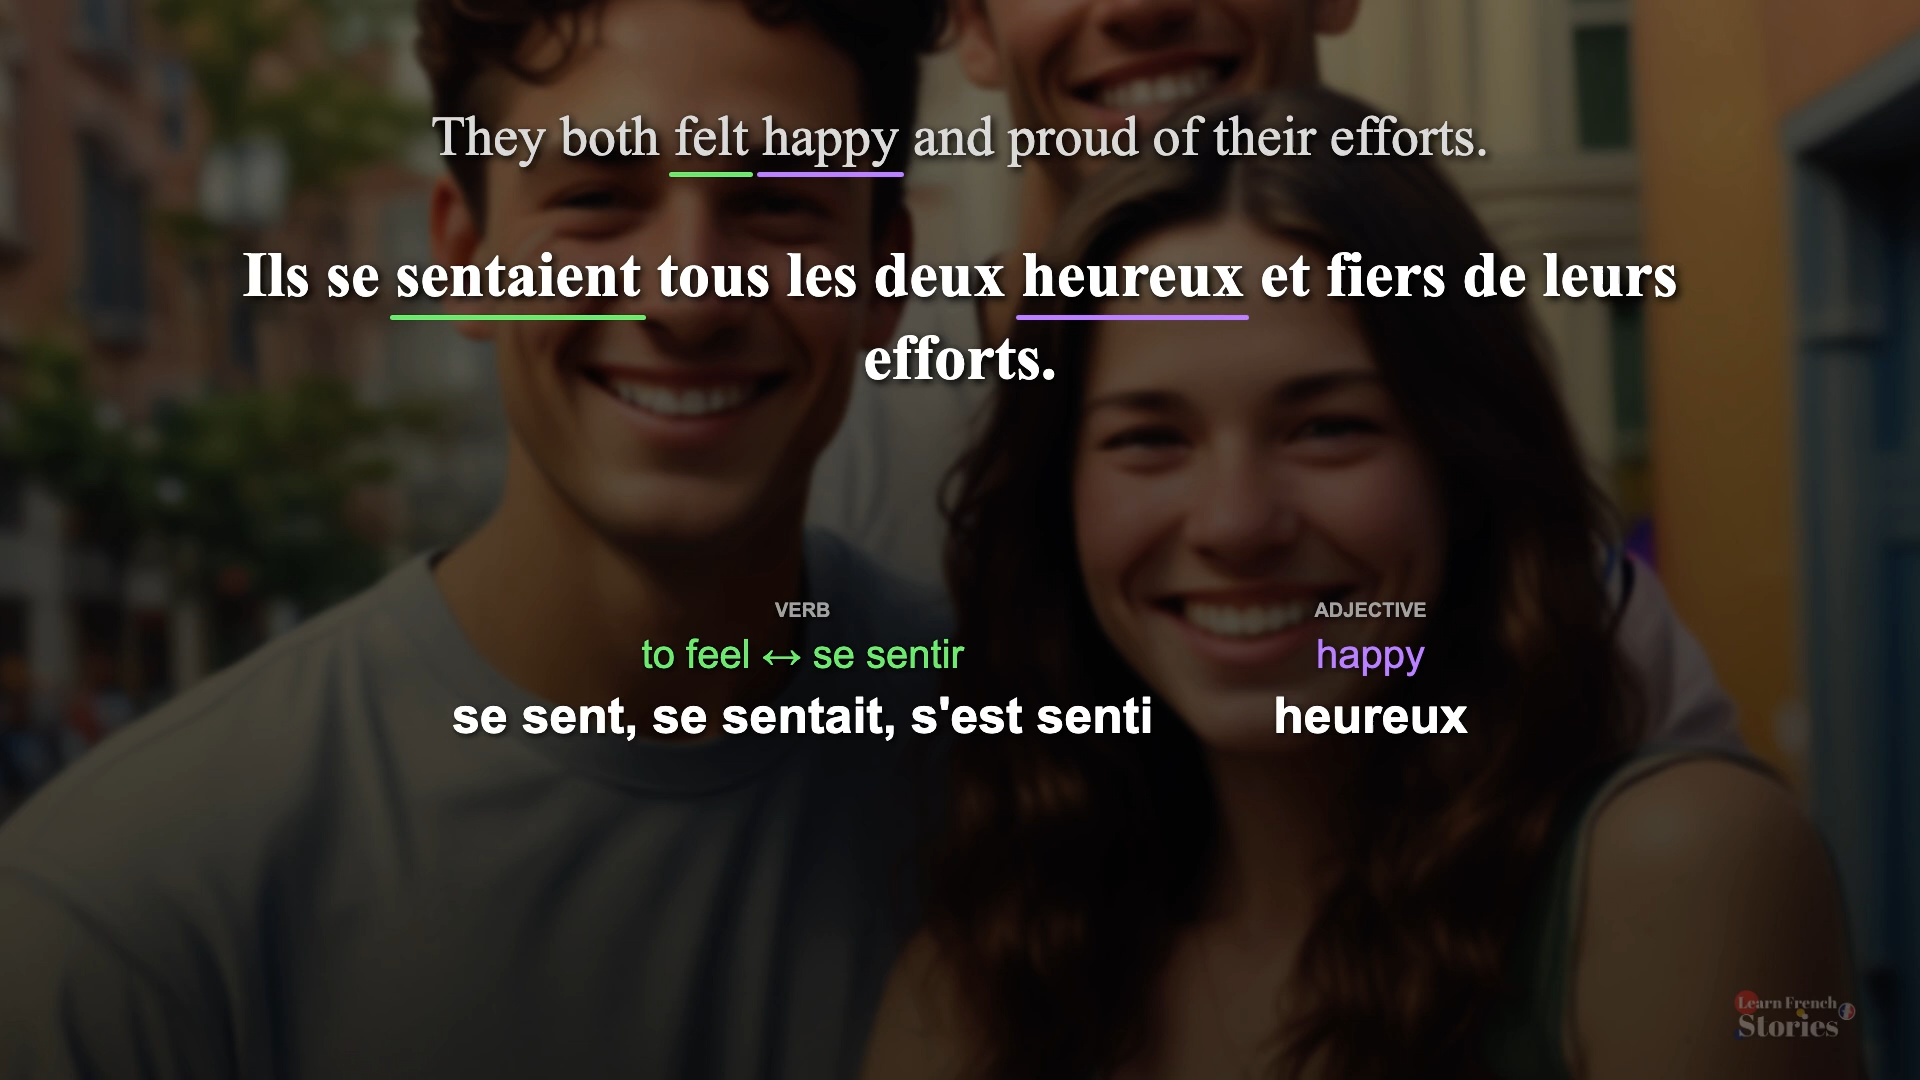 They both felt happy and proud of their efforts.
Ils se sentaient tous les deux heureux et fiers de leurs
efforts.
VERB
to feel ↔ se sentir
se sent, se sentait, s'est senti
ADJECTIVE
happy
heureux
Learn French
Stories